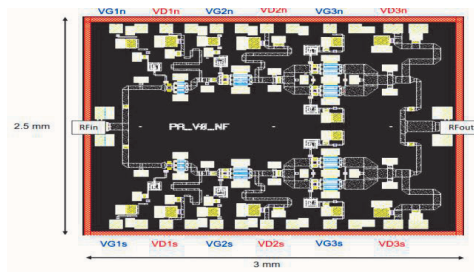 VG1n VD1n VG2n VD2n VG3n VD3n
2.5 mm
RFin
PA_V8_NF
RFout
VG1s VD1s VG2s VD2s VG3s VD3s
3 mm